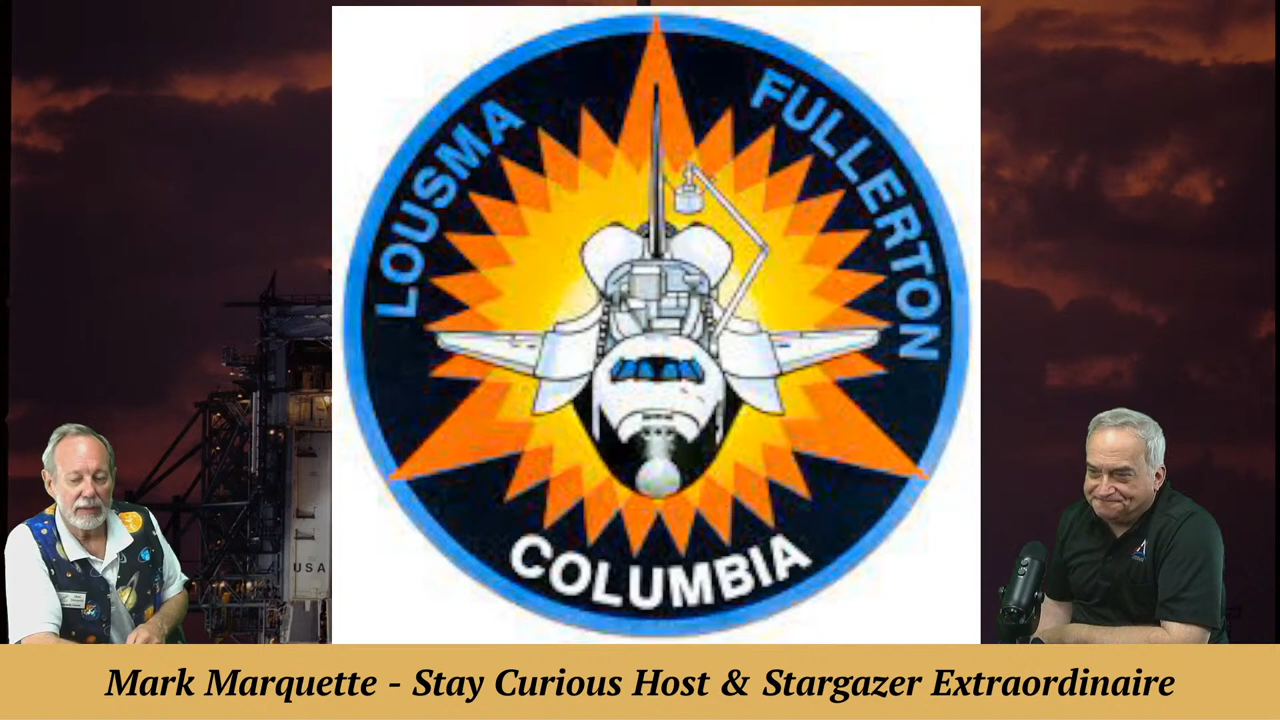 LOUSMA
FULLERTON
COLUMBIA
USA
Mark Marquette - Stay Curious Host & Stargazer Extraordinaire